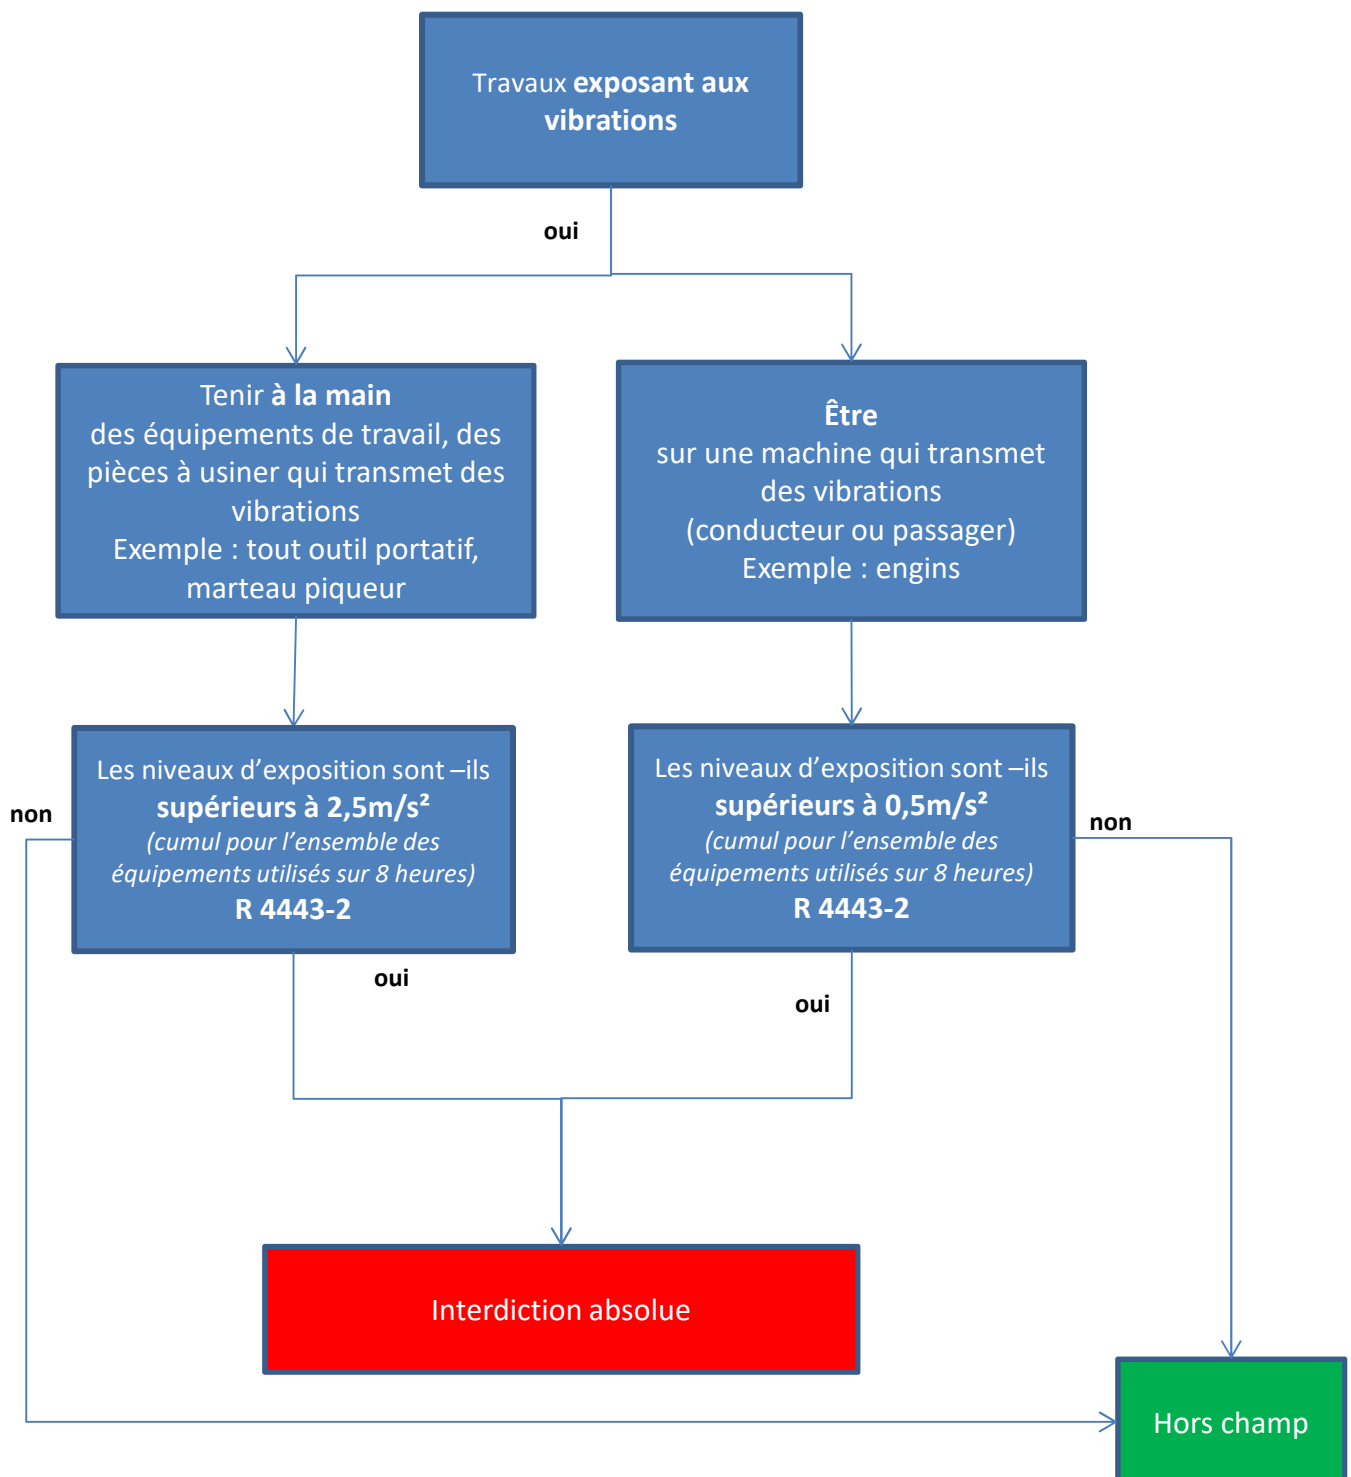 Travaux exposant aux
vibrations
oui
Tenir à la main
des équipements de travail, des
pièces à usiner qui transmet des
vibrations
Exemple : tout outil portatif,
marteau piqueur
Être
sur une machine qui transmet
des vibrations
(conducteur ou passager)
Exemple : engins
non
Les niveaux d’exposition sont –ils
supérieurs à 2,5m/s²
(cumul pour l’ensemble des
équipements utilisés sur 8 heures)
R 4443-2
Les niveaux d’exposition sont –ils
supérieurs à 0,5m/s²
(cumul pour l’ensemble des
équipements utilisés sur 8 heures)
R 4443-2
non
oui
oui
Interdiction absolue
Hors champ